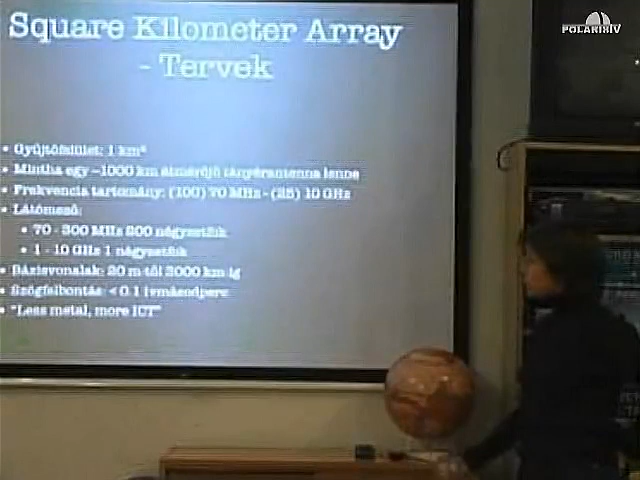 Square Kilometer Array
- Tervek
• Gyűjtőfelület: 1 km²
• Mintha egy ~1000 km átmérőjű tányérantenna lenne
• Frekvencia tartomány: (100) 70 MHz - (25) 10 GHz
• Látómező:
• 70 - 300 MHz 200 négyzetfok
• 1 - 10 GHz 1 négyzetfok
• Bázisvonalak: 20 m-től 3000 km-ig
• Szögfelbontás: < 0.1 ívmásodperc
• "Less metal, more ICT"
POLARIXIV